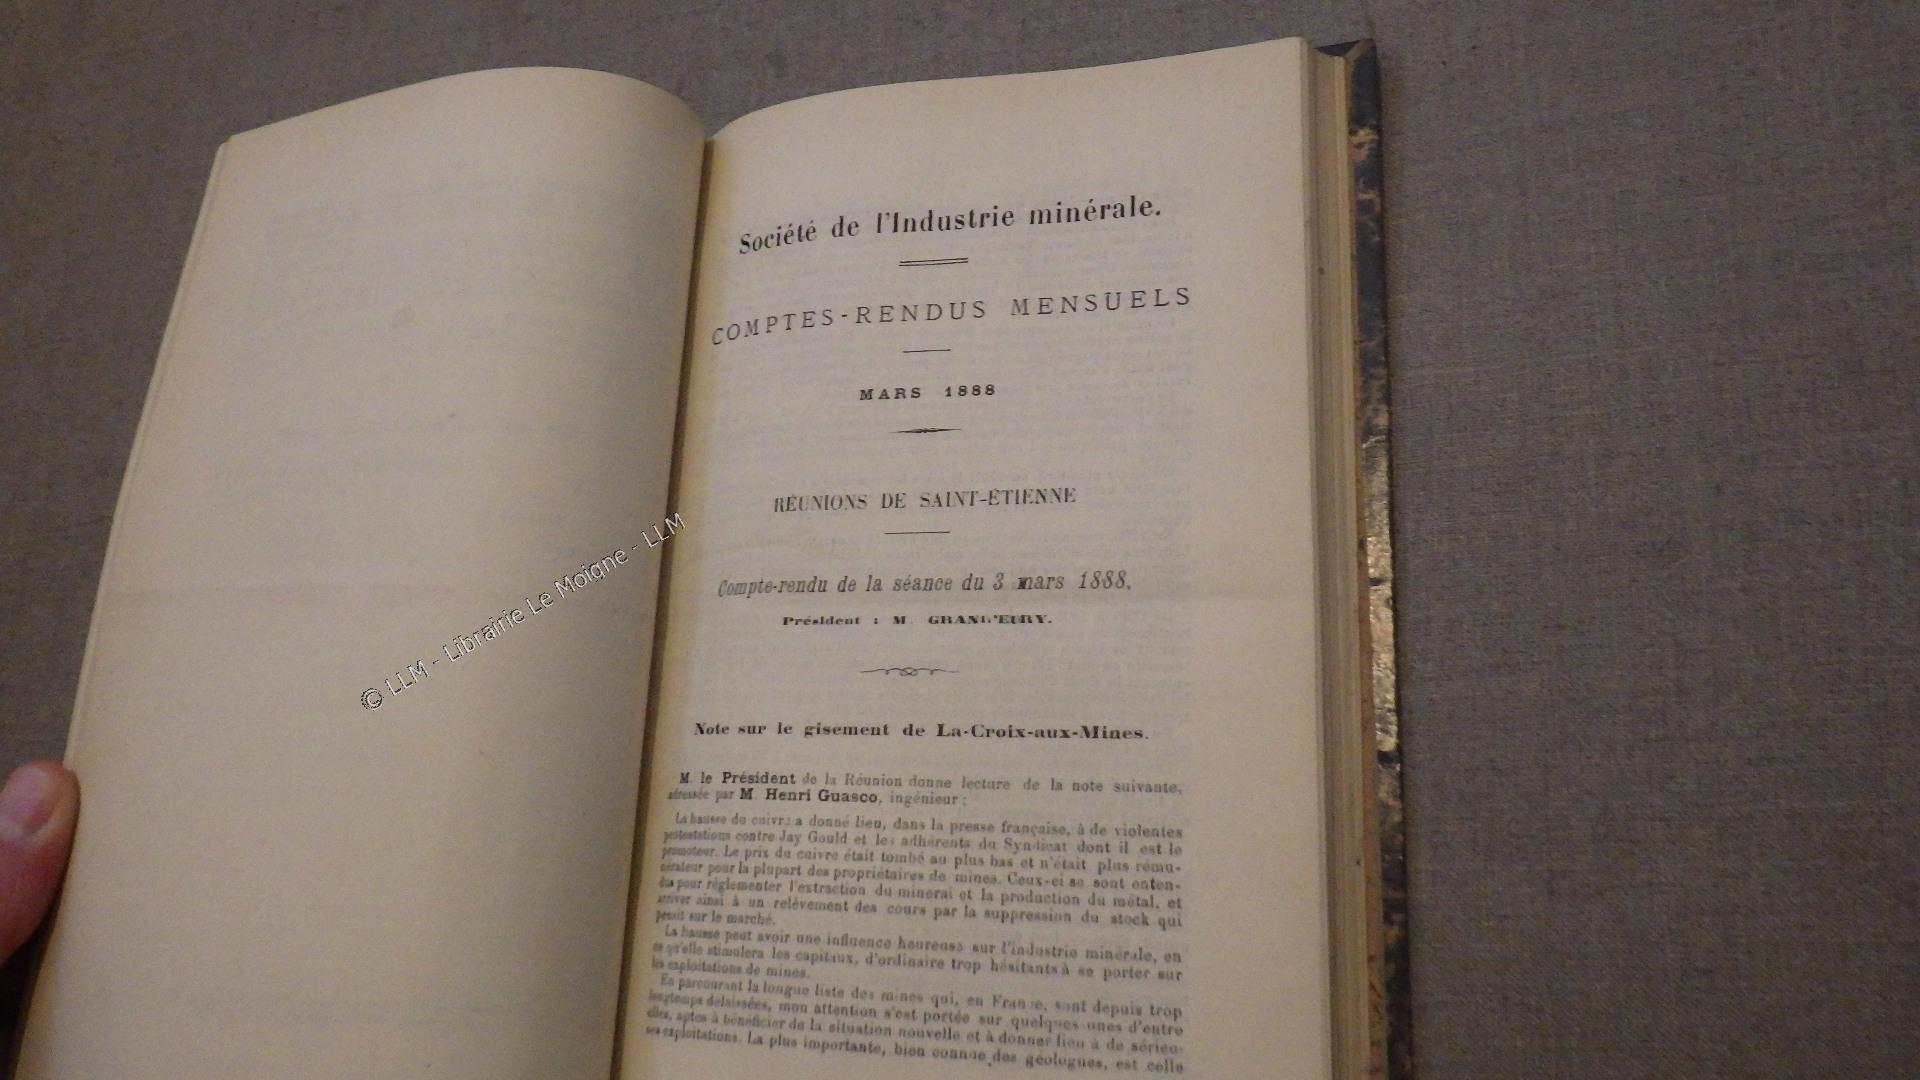 Société de l'Industrie minérale.
COMPTES-RENDUS MENSUELS
MARS 1888
RÉUNIONS DE SAINT-ÉTIENNE
Compte-rendu de la séance du 3 mars 1888.
Président : M. GRAND'EURY.
Note sur le gisement de La-Croix-aux-Mines.
M. le Président de la Réunion donne lecture de la note suivante,
adressée par M. Henri Guasco, ingénieur :
La hausse du cuivre a donné lieu, dans la presse française, à de violentes
protestations contre Jay Gould et les adhérents du Syndicat dont il est le
promoteur. Le prix du cuivre était tombé au plus bas et n'était plus rému-
nérateur pour la plupart des propriétaires de mines. Ceux-ci se sont enten-
dus pour règlementer l'extraction du minerai et la production du métal, et
arriver ainsi à un relèvement des cours par la suppression du stock qui
pesait sur le marché.
La hausse peut avoir une influence heureuse sur l'industrie minérale, en
ce qu'elle stimulera les capitaux, d'ordinaire trop hésitants à se porter sur
les exploitations de mines.
En parcourant la longue liste des mines qui, en France, sont depuis trop
longtemps délaissées, mon attention s'est portée sur quelques unes d'entre
elles, aptes à bénéficier de la situation nouvelle et à donner lieu à de sérieu-
ses exploitations. La plus importante, bien connue des géologues, est celle
© LLM - Librairie Le Moigne - LLM